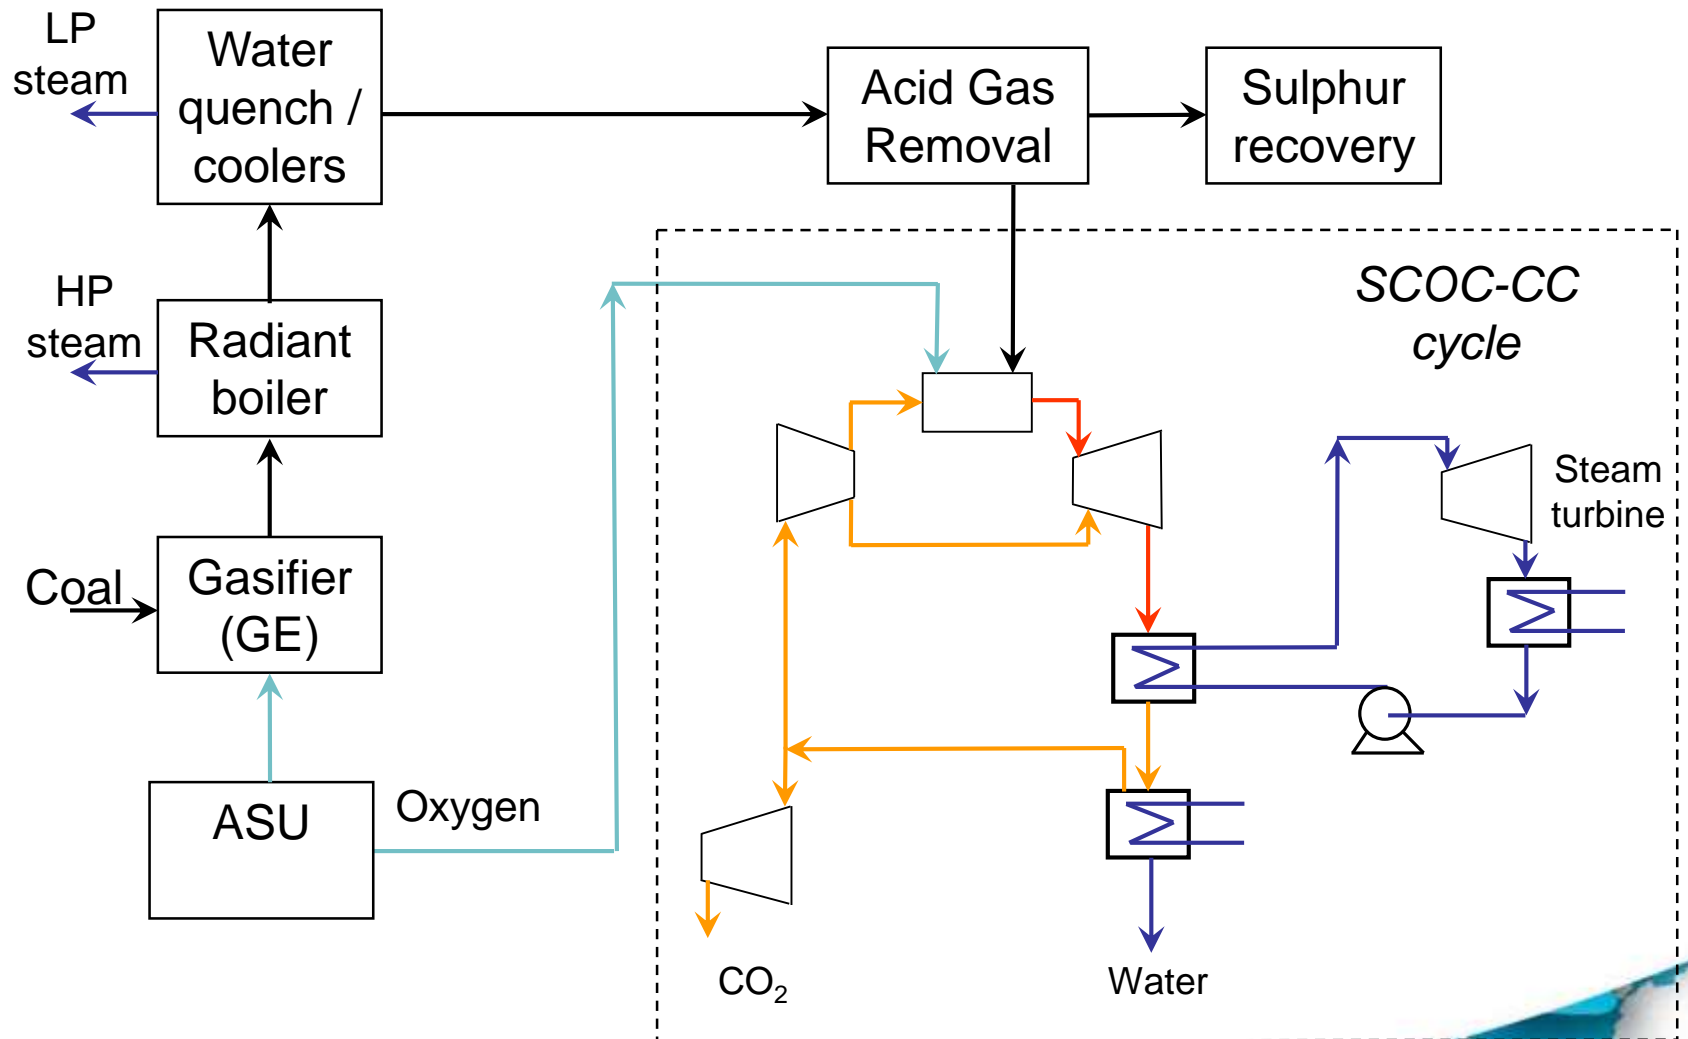 LP
steam
Water
quench /
coolers
Acid Gas
Removal
Sulphur
recovery
HP
steam
Radiant
boiler
SCOC-CC
cycle
Steam
turbine
Coal
Gasifier
(GE)
ASU
Oxygen
CO₂
Water